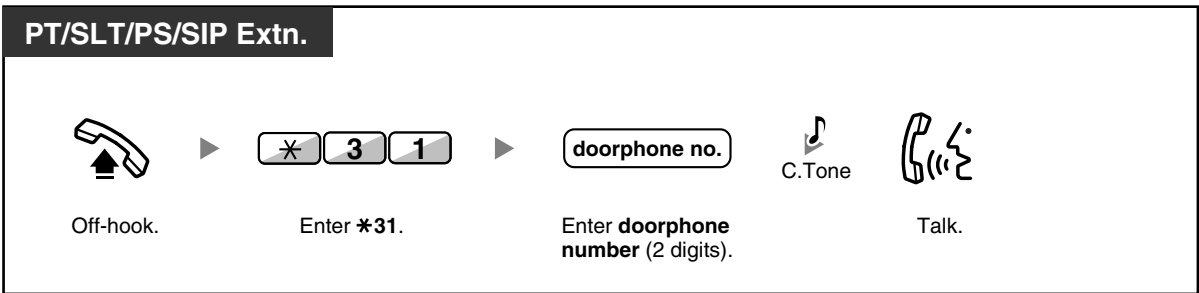 PT/SLT/PS/SIP Extn.
✱ 3 1
doorphone no.
C.Tone
Off-hook.
Enter ✱31.
Enter doorphone
number (2 digits).
Talk.